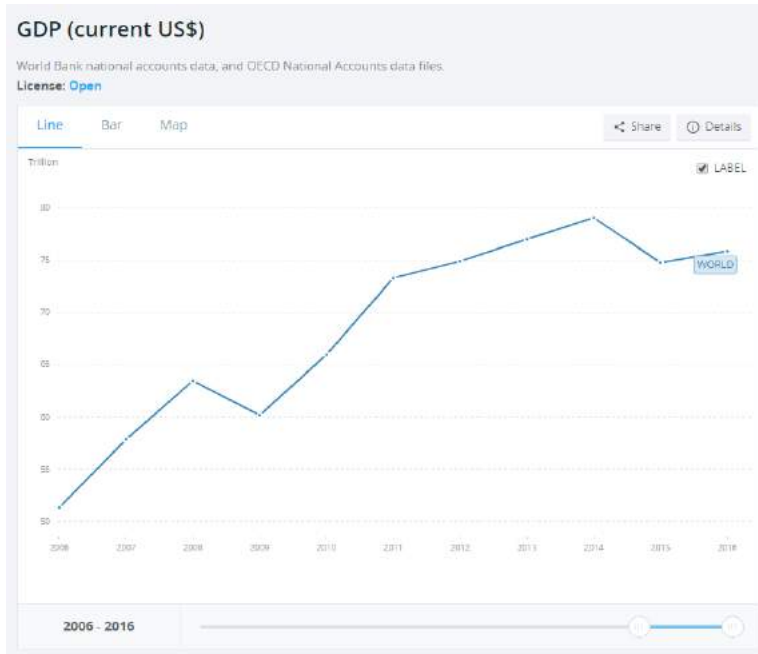 GDP (current US$)
World Bank national accounts data, and OECD National Accounts data files.
License: Open
Line Bar Map Share Details
Trillion
LABEL
80
75
WORLD
70
65
60
55
50
2006 2007 2008 2009 2010 2011 2012 2013 2014 2015 2016
2006 - 2016